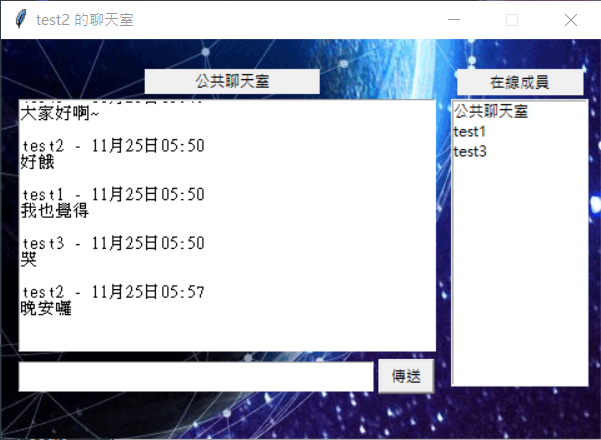 test2 的聊天室
公共聊天室
在線成員
大家好啊~
test2 - 11月25日05:50
好餓
test1 - 11月25日05:50
我也覺得
test3 - 11月25日05:50
哭
test2 - 11月25日05:57
晚安囉
公共聊天室
test1
test3
傳送